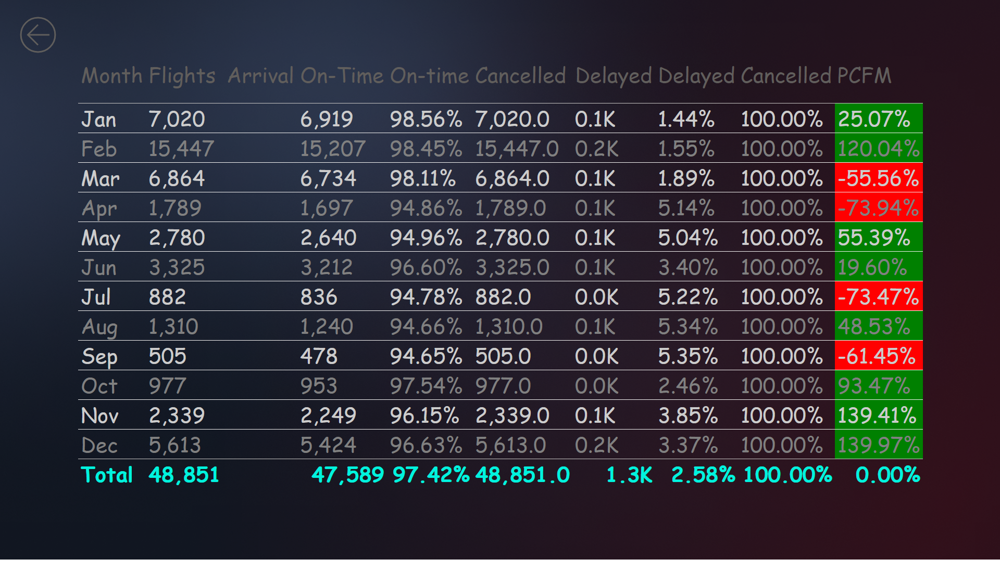 Month Flights Arrival On-Time On-time Cancelled Delayed Delayed Cancelled PCFM
Jan 7,020 6,919 98.56% 7,020.0 0.1K 1.44% 100.00% 25.07%
Feb 15,447 15,207 98.45% 15,447.0 0.2K 1.55% 100.00% 120.04%
Mar 6,864 6,734 98.11% 6,864.0 0.1K 1.89% 100.00% -55.56%
Apr 1,789 1,697 94.86% 1,789.0 0.1K 5.14% 100.00% -73.94%
May 2,780 2,640 94.96% 2,780.0 0.1K 5.04% 100.00% 55.39%
Jun 3,325 3,212 96.60% 3,325.0 0.1K 3.40% 100.00% 19.60%
Jul 882 836 94.78% 882.0 0.0K 5.22% 100.00% -73.47%
Aug 1,310 1,240 94.66% 1,310.0 0.1K 5.34% 100.00% 48.53%
Sep 505 478 94.65% 505.0 0.0K 5.35% 100.00% -61.45%
Oct 977 953 97.54% 977.0 0.0K 2.46% 100.00% 93.47%
Nov 2,339 2,249 96.15% 2,339.0 0.1K 3.85% 100.00% 139.41%
Dec 5,613 5,424 96.63% 5,613.0 0.2K 3.37% 100.00% 139.97%
Total 48,851 47,589 97.42% 48,851.0 1.3K 2.58% 100.00% 0.00%